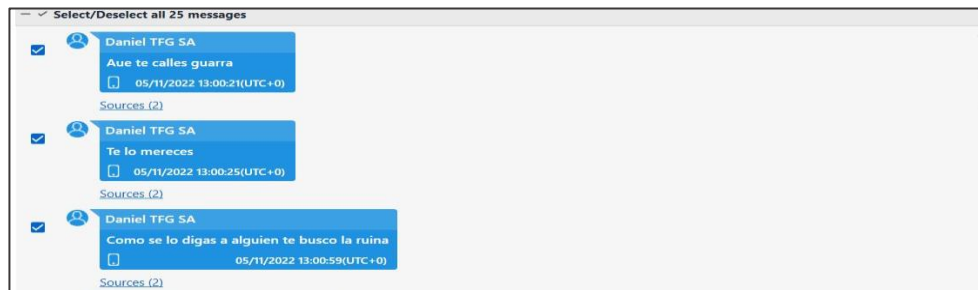 Select/Deselect all 25 messages
Daniel TFG SA
Aue te calles guarra
05/11/2022 13:00:21(UTC+0)
Sources (2)
Daniel TFG SA
Te lo mereces
05/11/2022 13:00:25(UTC+0)
Sources (2)
Daniel TFG SA
Como se lo digas a alguien te busco la ruina
05/11/2022 13:00:59(UTC+0)
Sources (2)